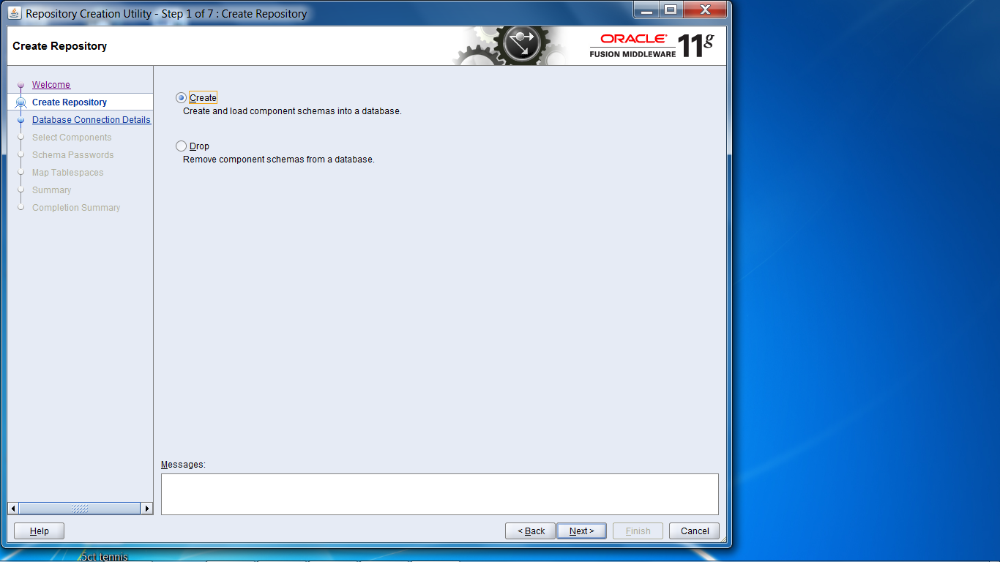 Repository Creation Utility - Step 1 of 7 : Create Repository
Create Repository
ORACLE
FUSION MIDDLEWARE 11g
Welcome
Create Repository
Database Connection Details
Select Components
Schema Passwords
Map Tablespaces
Summary
Completion Summary
Create
Create and load component schemas into a database.
Drop
Remove component schemas from a database.
Messages:
Help
< Back
Next >
Finish
Cancel
5ct tennis